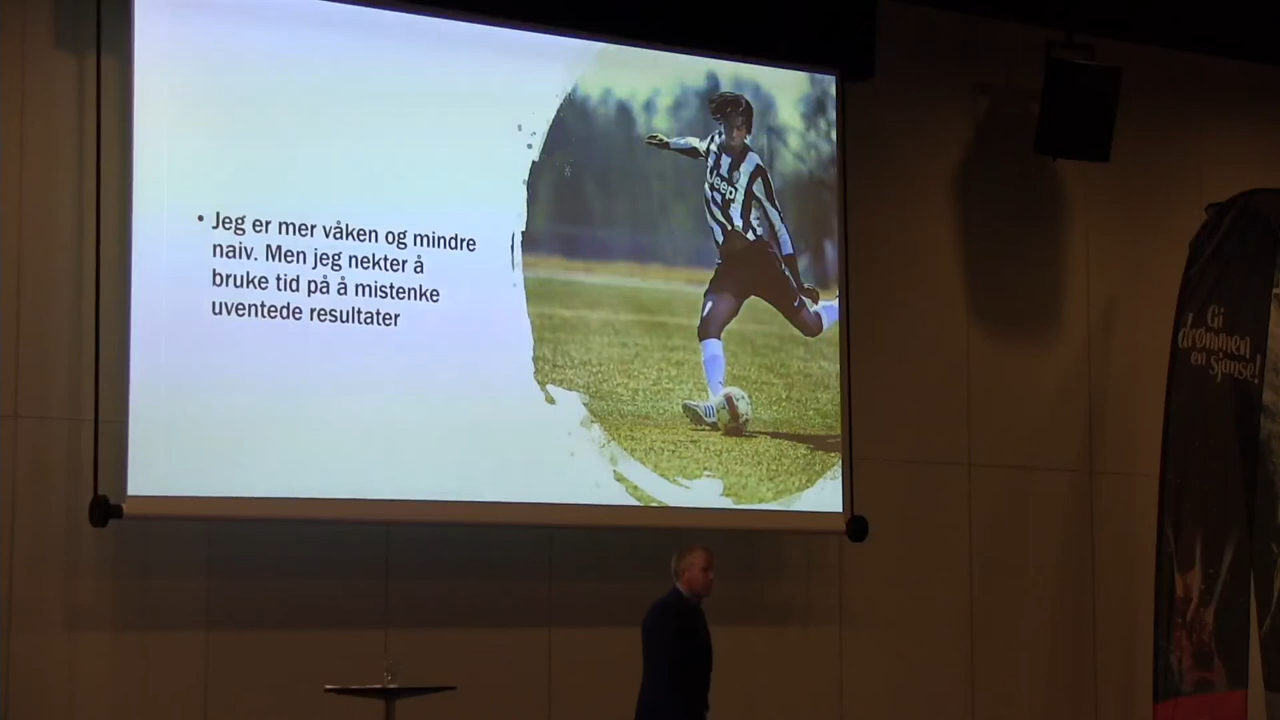 • Jeg er mer våken og mindre
naiv. Men jeg nekter å
bruke tid på å mistenke
uventede resultater
Jeep
Gi
drømmen
en sjanse!